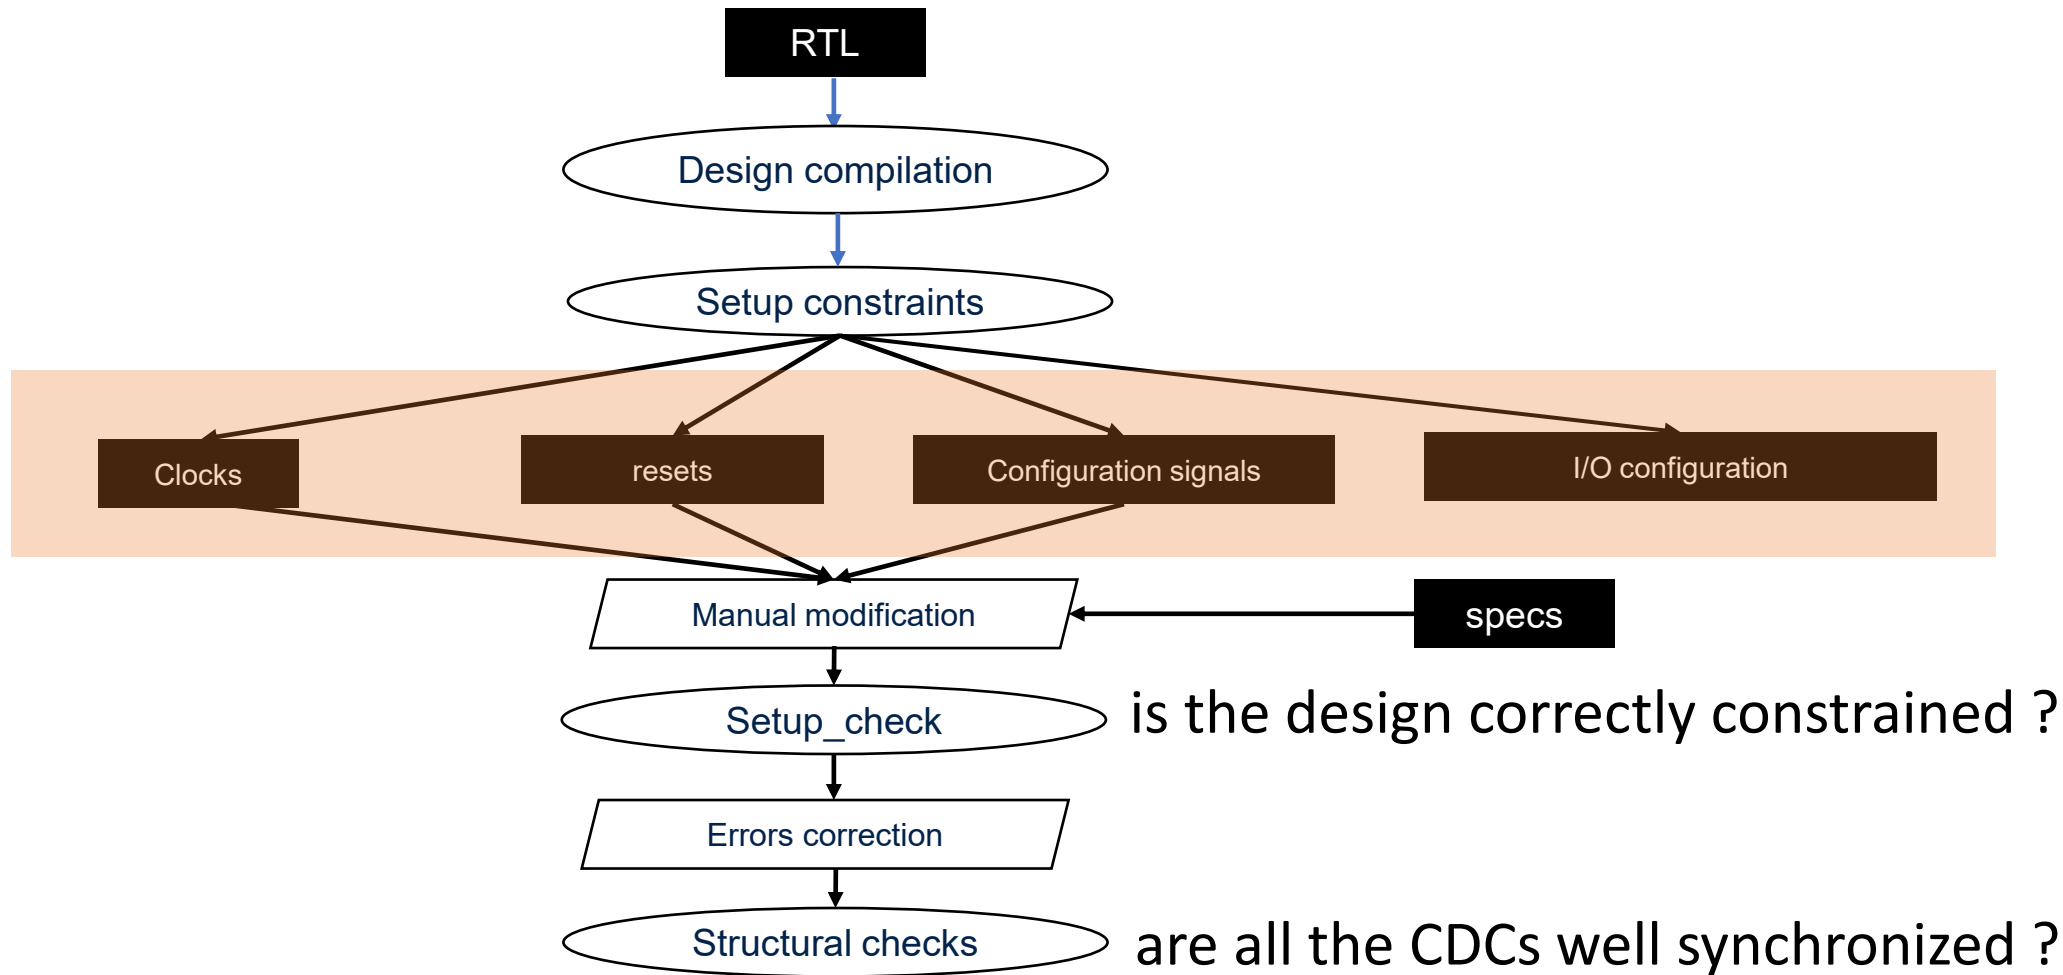 RTL
Design compilation
Setup constraints
Clocks
resets
Configuration signals
I/O configuration
Manual modification
specs
Setup_check
is the design correctly constrained ?
Errors correction
Structural checks
are all the CDCs well synchronized ?